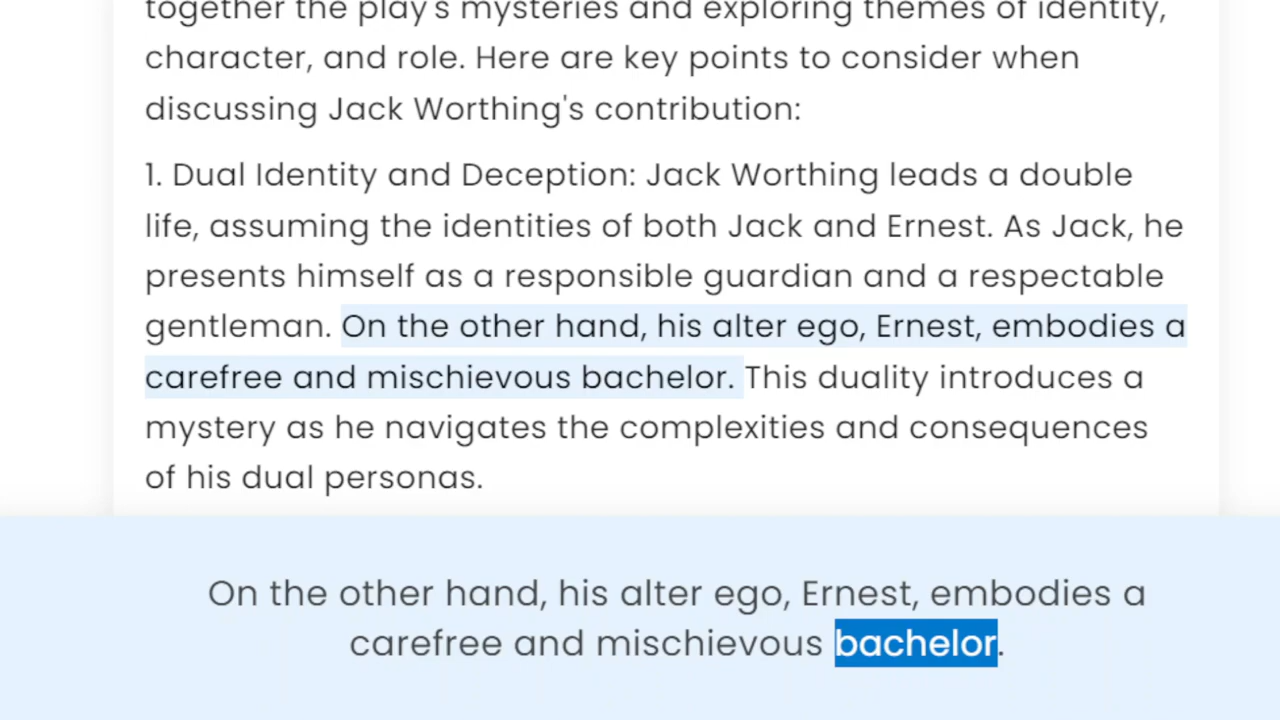 together the play's mysteries and exploring themes of identity,
character, and role. Here are key points to consider when
discussing Jack Worthing's contribution:
1. Dual Identity and Deception: Jack Worthing leads a double
life, assuming the identities of both Jack and Ernest. As Jack, he
presents himself as a responsible guardian and a respectable
gentleman. On the other hand, his alter ego, Ernest, embodies a
carefree and mischievous bachelor. This duality introduces a
mystery as he navigates the complexities and consequences
of his dual personas.
On the other hand, his alter ego, Ernest, embodies a
carefree and mischievous bachelor.